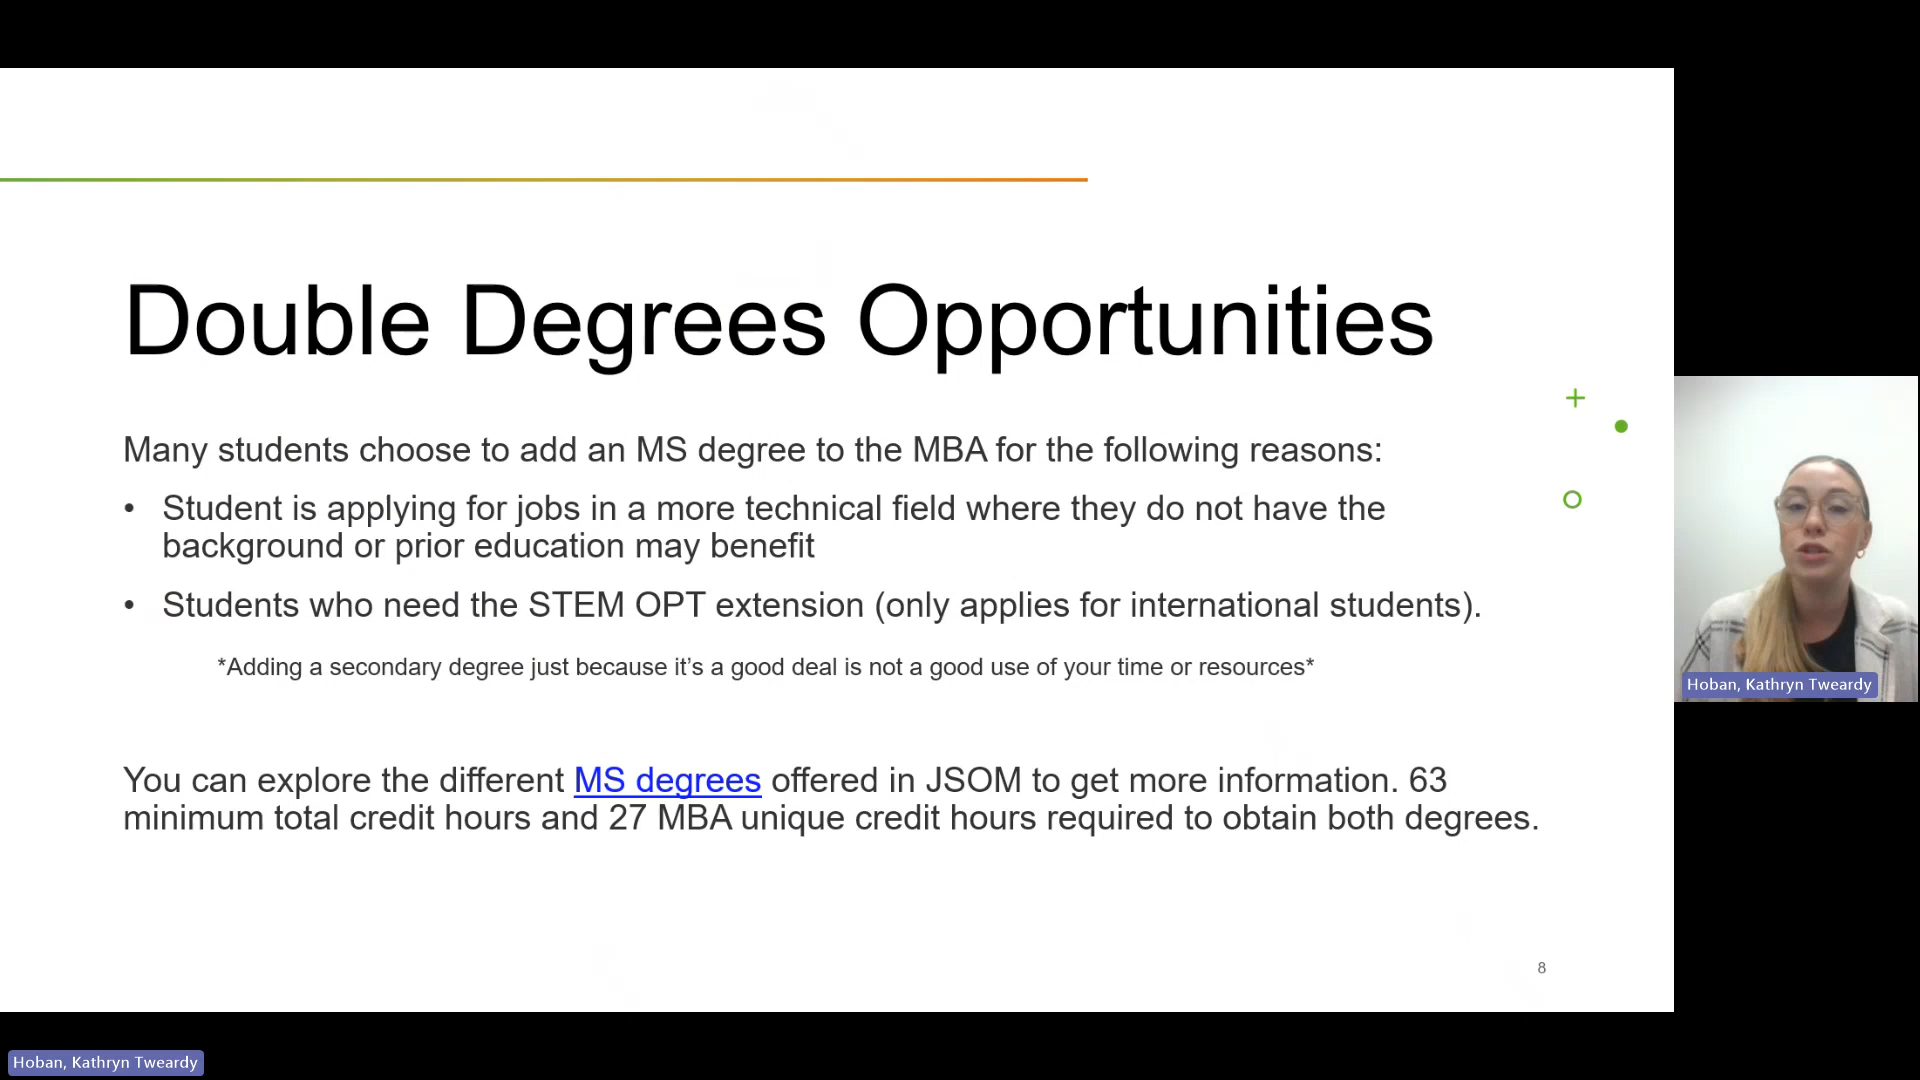 Double Degrees Opportunities
Many students choose to add an MS degree to the MBA for the following reasons:
• Student is applying for jobs in a more technical field where they do not have the
background or prior education may benefit
• Students who need the STEM OPT extension (only applies for international students).
*Adding a secondary degree just because it’s a good deal is not a good use of your time or resources*
You can explore the different MS degrees offered in JSOM to get more information. 63
minimum total credit hours and 27 MBA unique credit hours required to obtain both degrees.
8
Hoban, Kathryn Tweardy
Hoban, Kathryn Tweardy